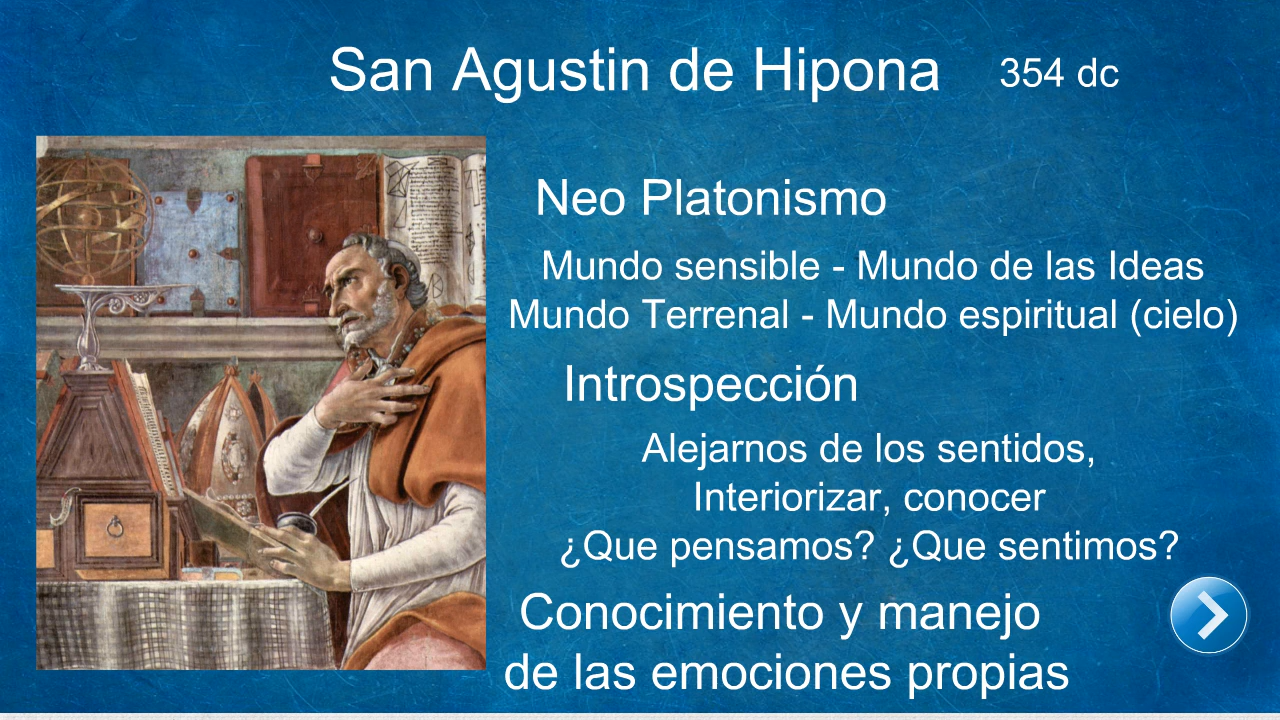 San Agustin de Hipona 354 dc
Neo Platonismo
Mundo sensible - Mundo de las Ideas
Mundo Terrenal - Mundo espiritual (cielo)
Introspección
Alejarnos de los sentidos,
Interiorizar, conocer
¿Que pensamos? ¿Que sentimos?
Conocimiento y manejo
de las emociones propias